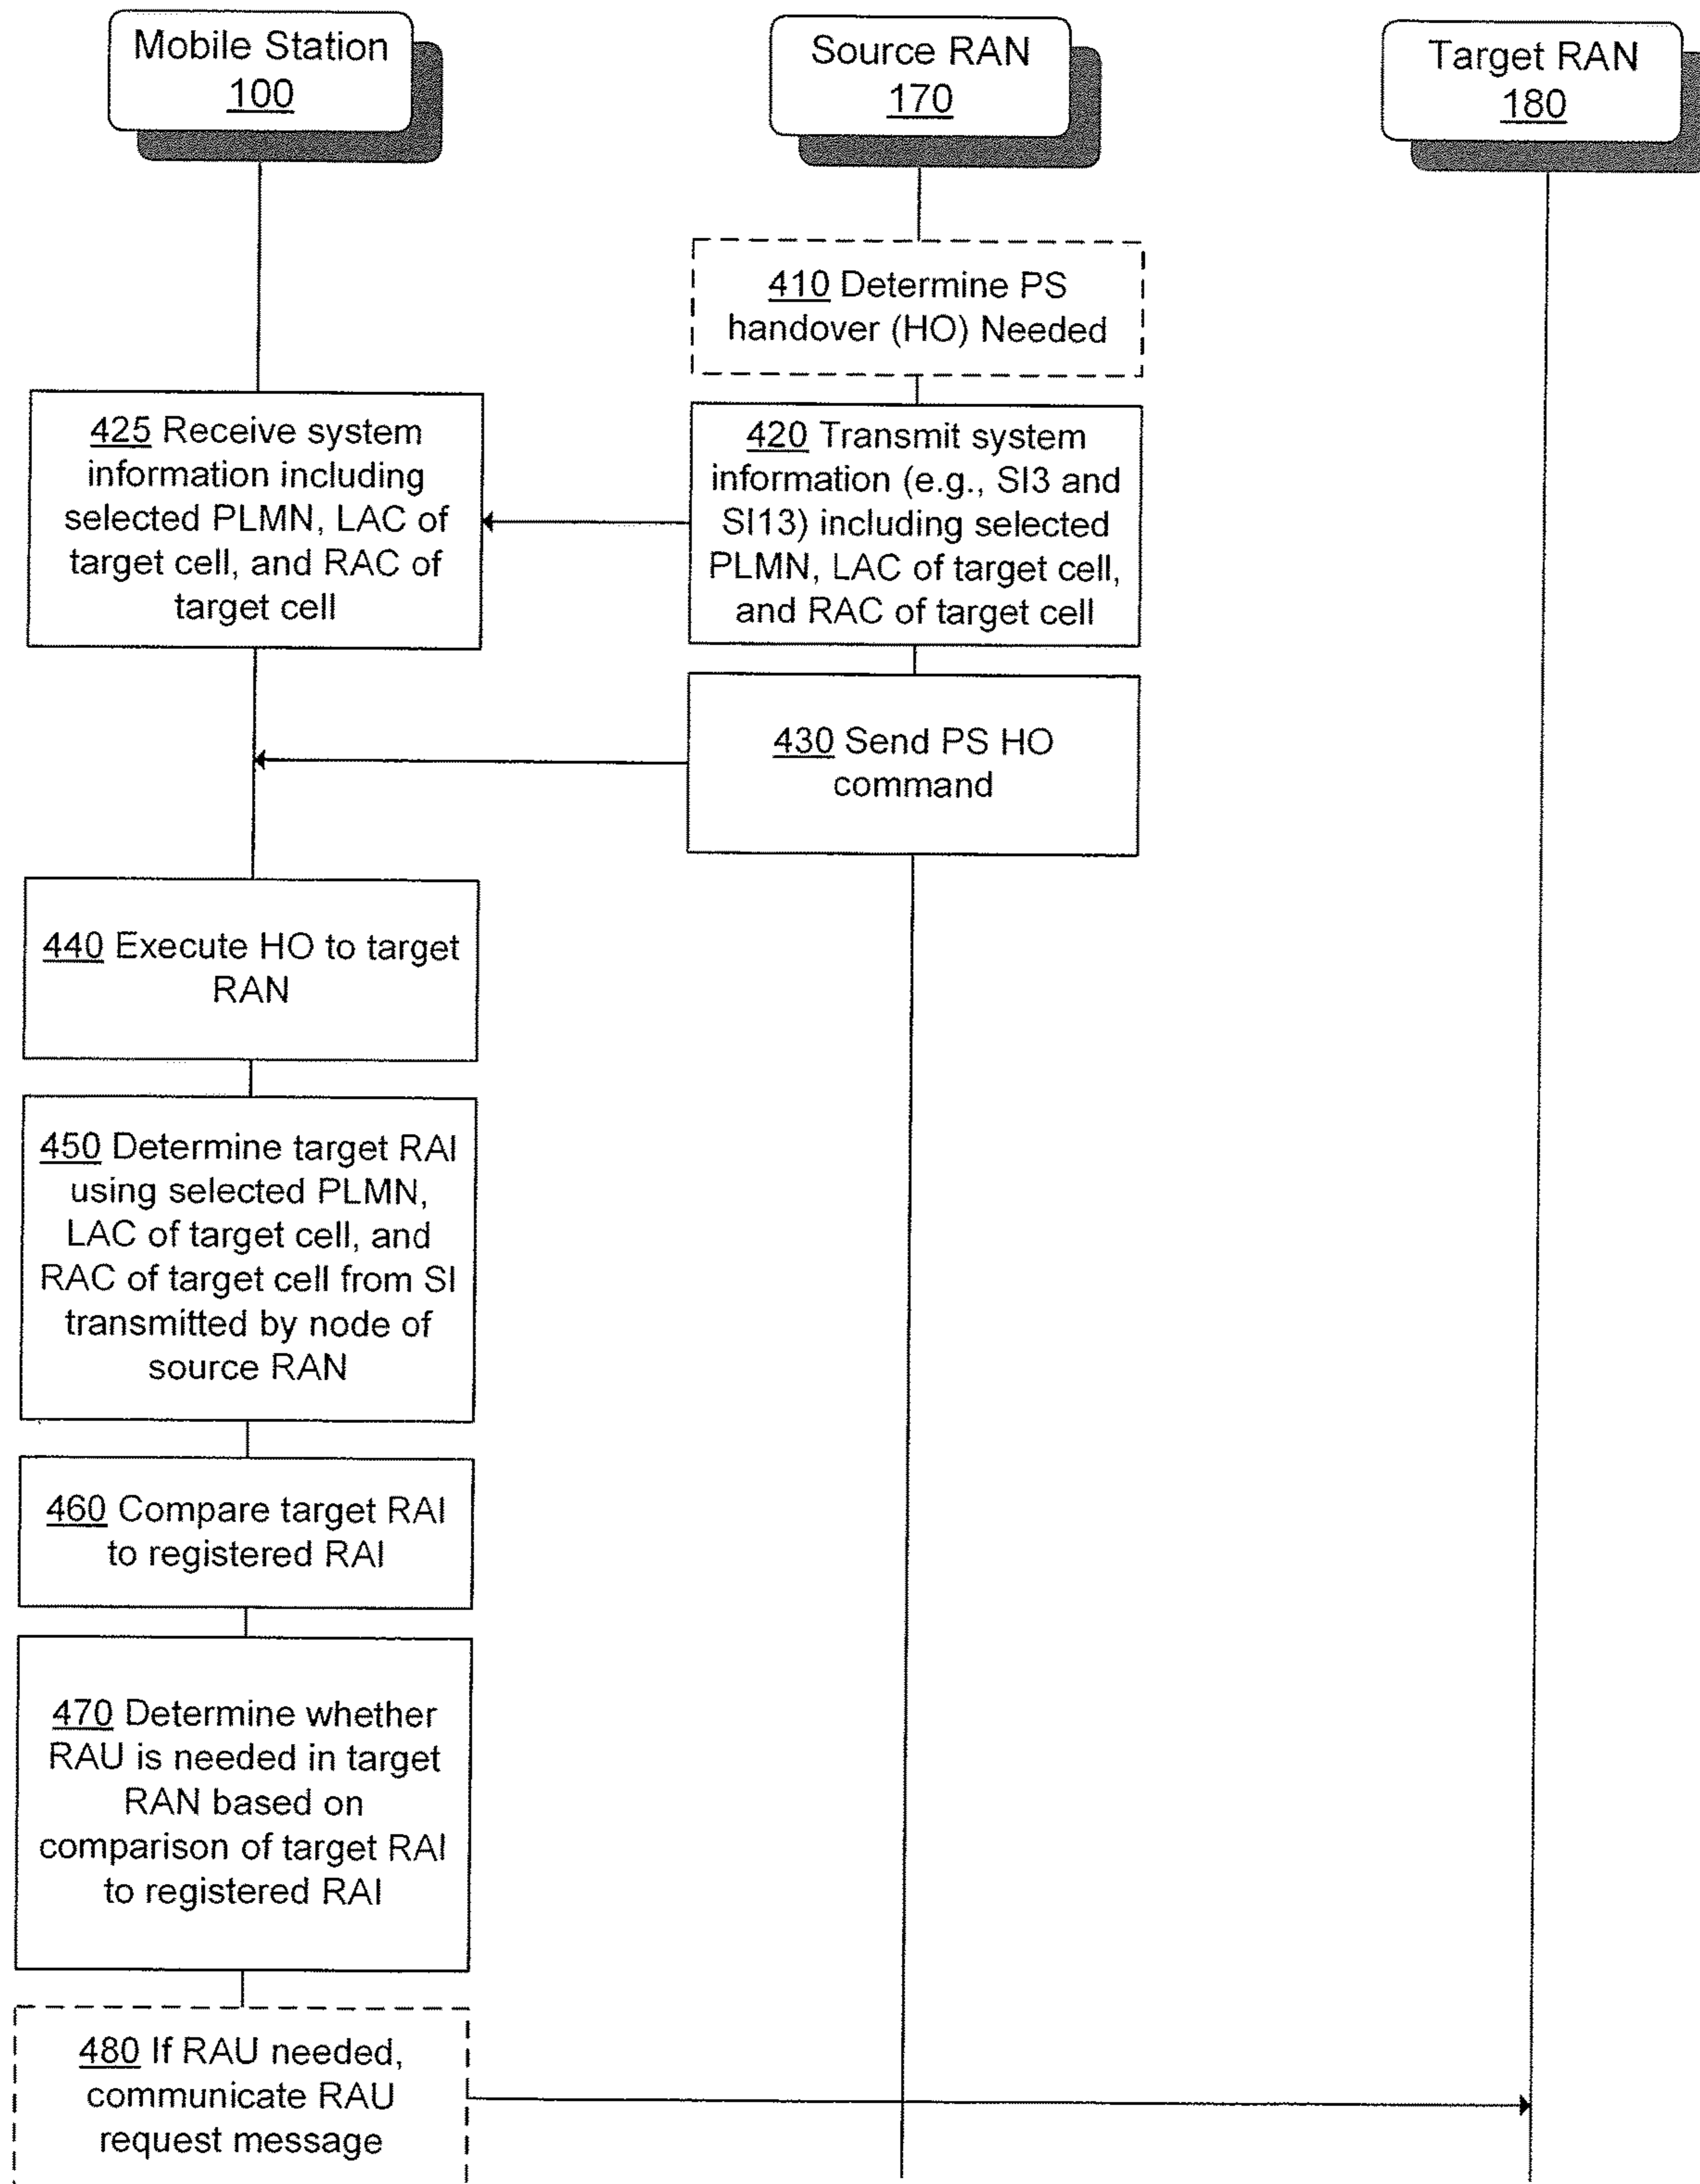 Mobile Station
100
Source RAN
170
Target RAN
180
410 Determine PS
handover (HO) Needed
425 Receive system
information including
selected PLMN, LAC of
target cell, and RAC of
target cell
420 Transmit system
information (e.g., SI3 and
SI13) including selected
PLMN, LAC of target cell,
and RAC of target cell
430 Send PS HO
command
440 Execute HO to target
RAN
450 Determine target RAI
using selected PLMN,
LAC of target cell, and
RAC of target cell from SI
transmitted by node of
source RAN
460 Compare target RAI
to registered RAI
470 Determine whether
RAU is needed in target
RAN based on
comparison of target RAI
to registered RAI
480 If RAU needed,
communicate RAU
request message